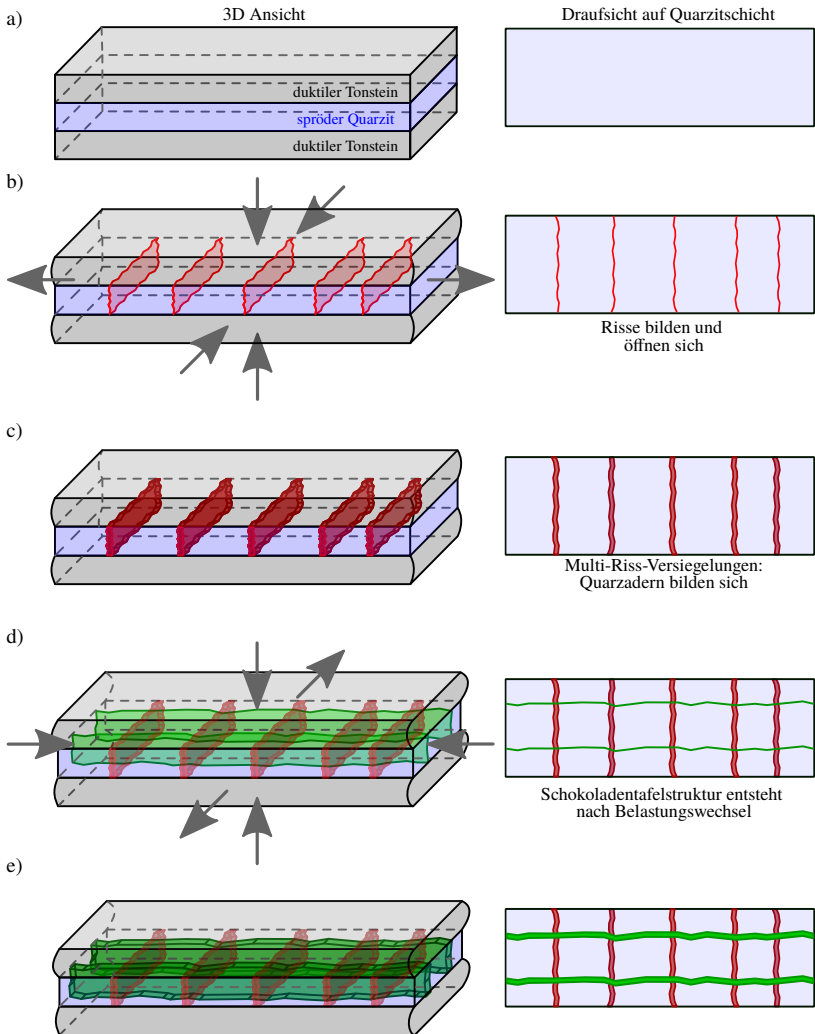 3D Ansicht
Draufsicht auf Quarzitschicht
a)
duktiler Tonstein
spröder Quarzit
duktiler Tonstein
b)
Risse bilden und
öffnen sich
c)
Multi-Riss-Versiegelungen:
Quarzadern bilden sich
d)
Schokoladentafelstruktur entsteht
nach Belastungswechsel
e)